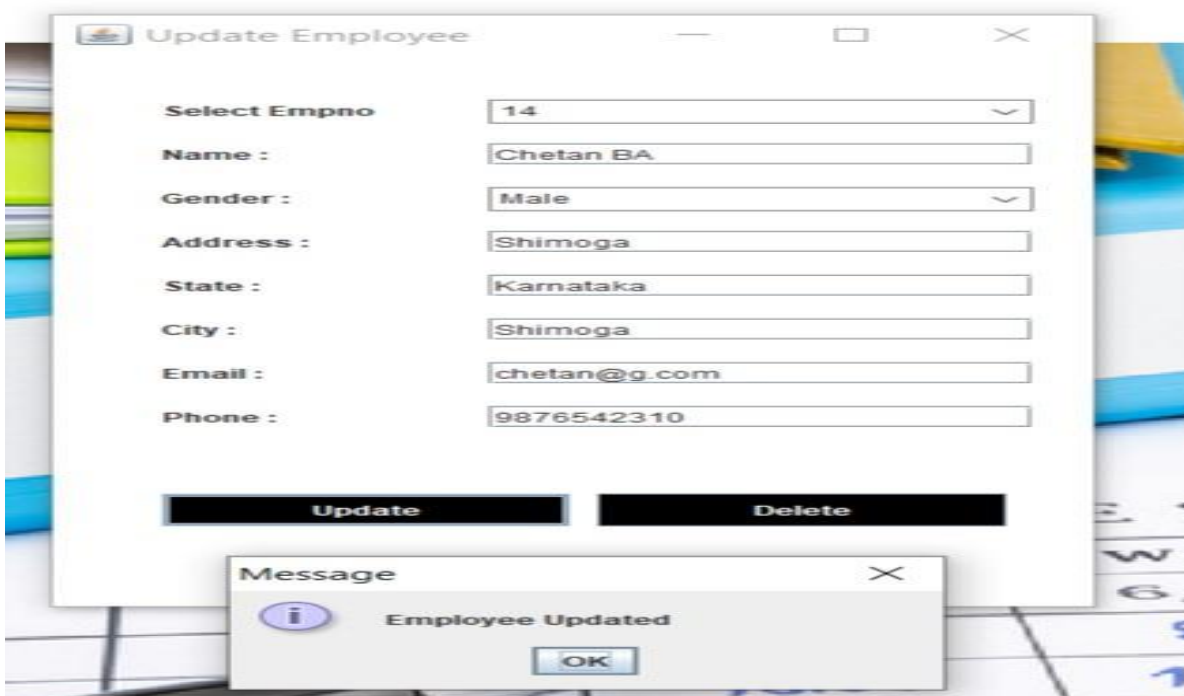 Update Employee
Select Empno 14
Name : Chetan BA
Gender : Male
Address : Shimoga
State : Karnataka
City : Shimoga
Email : chetan@g.com
Phone : 9876542310
Update Delete
Message
Employee Updated
OK